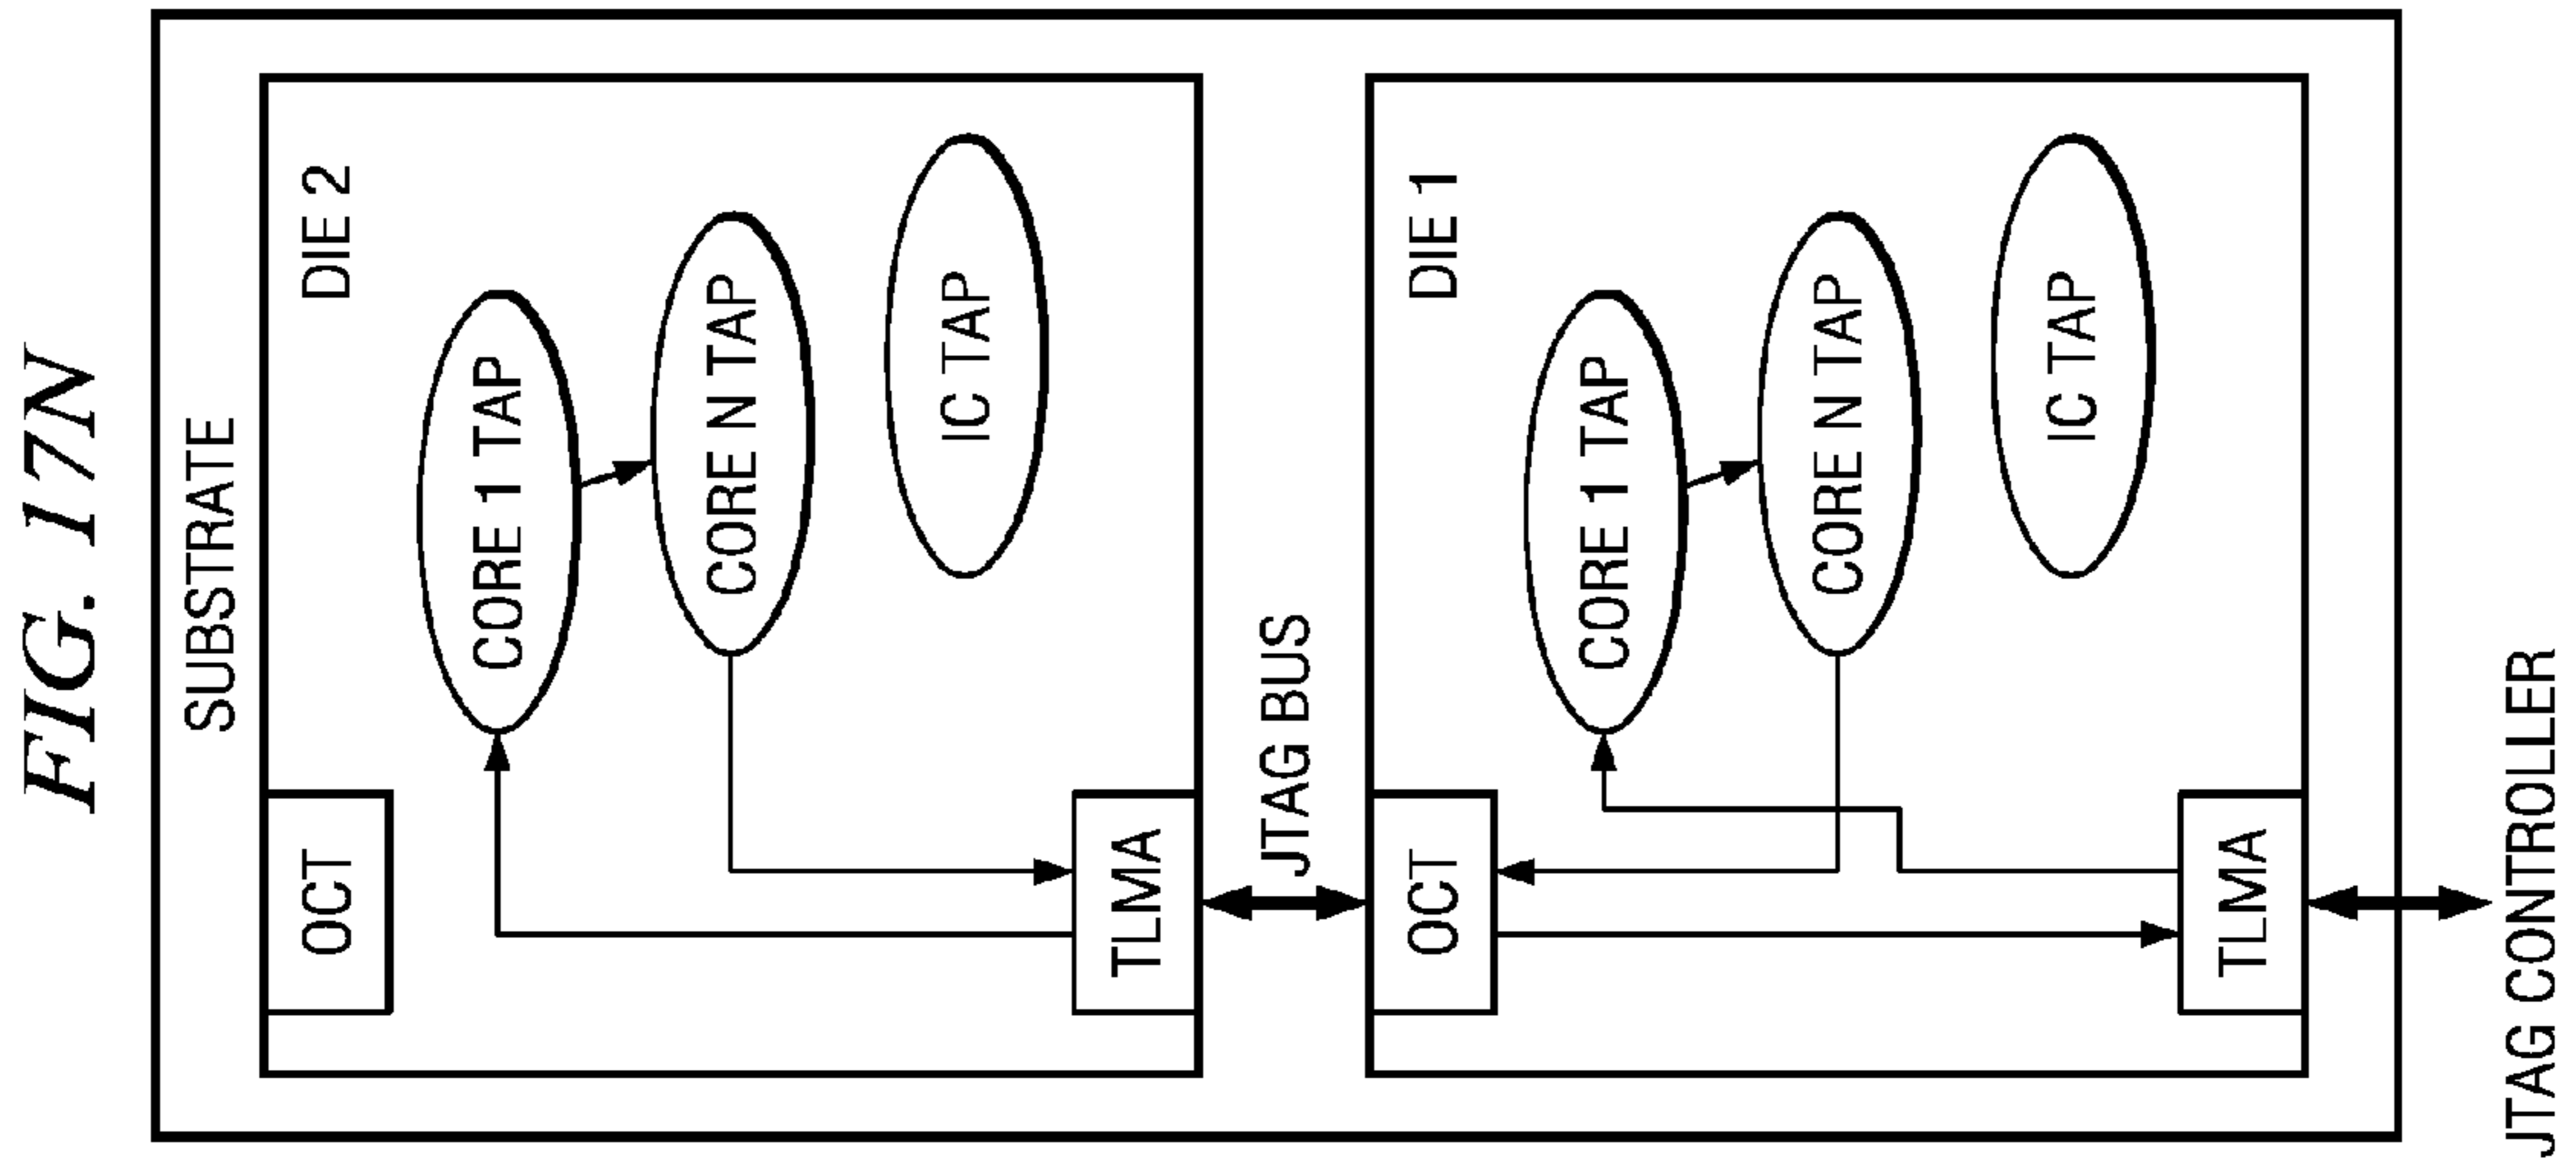 FIG. 17N
SUBSTRATE
DIE 2
OCT
CORE 1 TAP
CORE N TAP
IC TAP
TLMA
JTAG BUS
DIE 1
OCT
CORE 1 TAP
CORE N TAP
IC TAP
TLMA
JTAG CONTROLLER